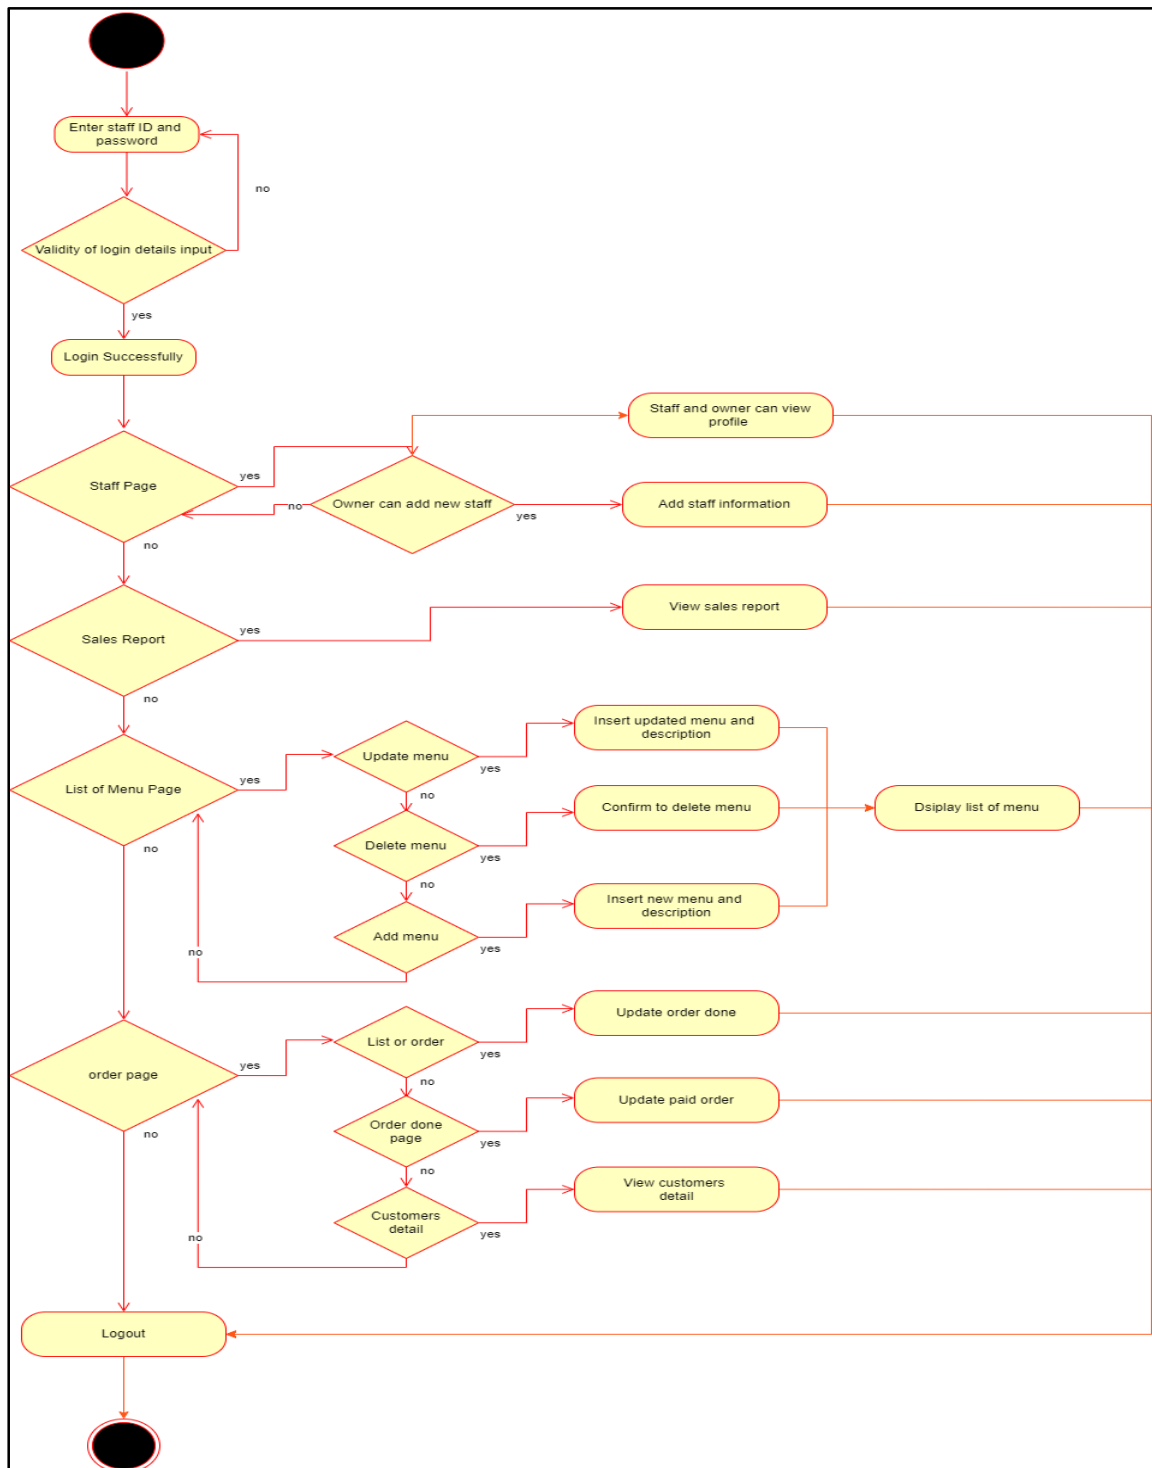 Enter staff ID and
password
no
Validity of login details input
yes
Login Successfully
Staff and owner can view
profile
Staff Page
yes
no
Owner can add new staff
yes
Add staff information
no
Sales Report
yes
View sales report
no
List of Menu Page
yes
Update menu
yes
Insert updated menu and
description
no
Delete menu
yes
Confirm to delete menu
Dsiplay list of menu
no
no
Add menu
yes
Insert new menu and
description
no
order page
yes
List or order
yes
Update order done
no
Order done
page
yes
Update paid order
no
no
Customers
detail
yes
View customers
detail
no
Logout